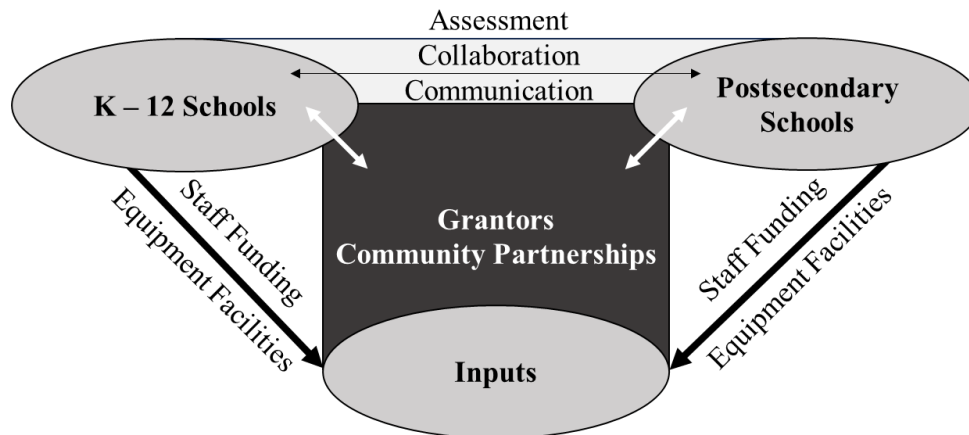 Assessment
Collaboration
Communication
K – 12 Schools
Postsecondary
Schools
Grantors
Community Partnerships
Staff Funding
Equipment Facilities
Staff Funding
Equipment Facilities
Inputs